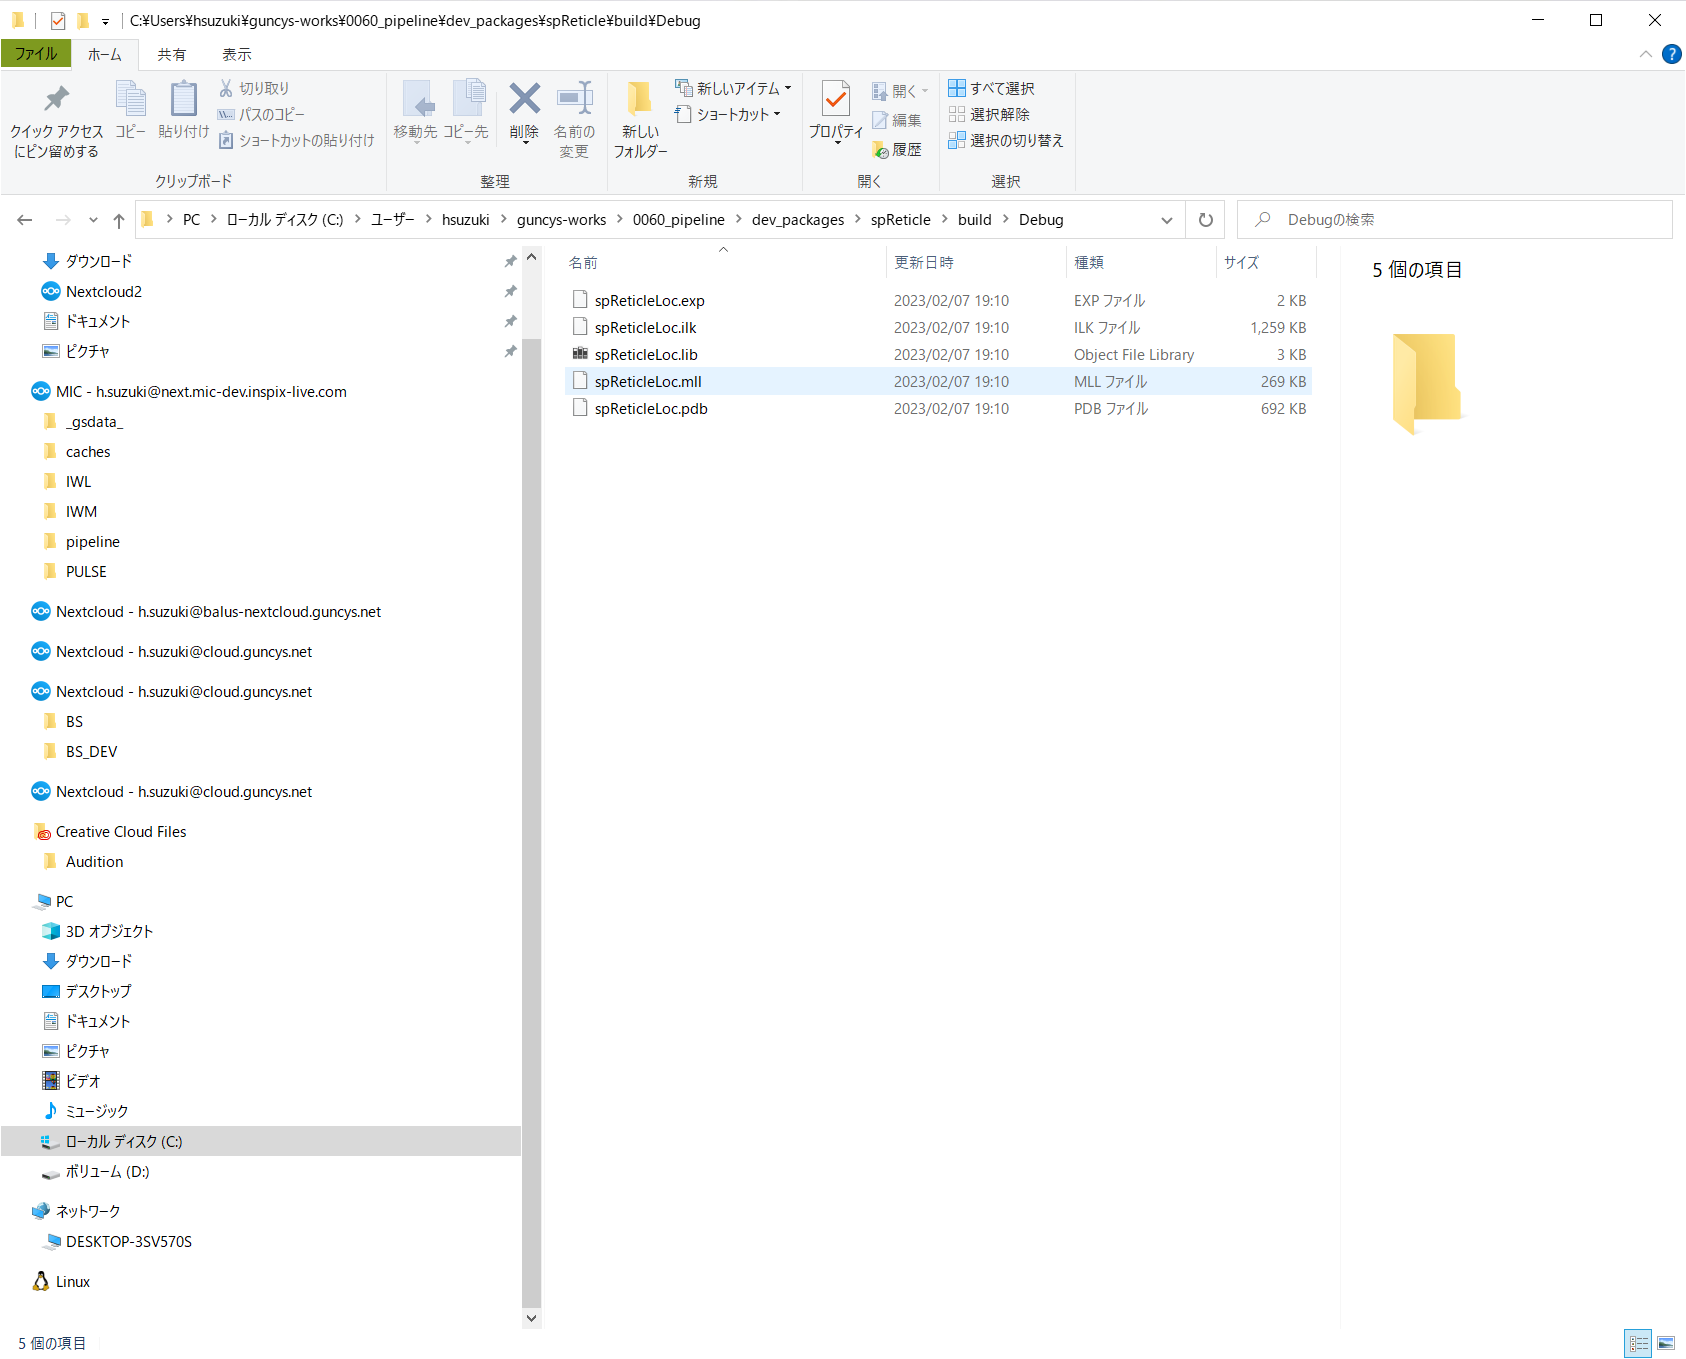 C:¥Users¥hsuzuki¥guncys-works¥0060_pipeline¥dev_packages¥spReticle¥build¥Debug
ファイル ホーム 共有 表示
クイック アクセス
にピン留めする
コピー
貼り付け
切り取り
パスのコピー
ショートカットの貼り付け
クリップボード
移動先
コピー先
削除
名前の
変更
整理
新しい
フォルダー
新しいアイテム
ショートカット
新規
プロパティ
開く
編集
履歴
開く
すべて選択
選択解除
選択の切り替え
選択
PC ローカル ディスク (C:) ユーザー hsuzuki guncys-works 0060_pipeline dev_packages spReticle build Debug
Debugの検索
ダウンロード
Nextcloud2
ドキュメント
ピクチャ
MIC - h.suzuki@next.mic-dev.inspix-live.com
_gsdata_
caches
IWL
IWM
pipeline
PULSE
Nextcloud - h.suzuki@balus-nextcloud.guncys.net
Nextcloud - h.suzuki@cloud.guncys.net
Nextcloud - h.suzuki@cloud.guncys.net
BS
BS_DEV
Nextcloud - h.suzuki@cloud.guncys.net
Creative Cloud Files
Audition
PC
3D オブジェクト
ダウンロード
デスクトップ
ドキュメント
ピクチャ
ビデオ
ミュージック
ローカル ディスク (C:)
ボリューム (D:)
ネットワーク
DESKTOP-3SV570S
Linux
名前 更新日時 種類 サイズ
spReticleLoc.exp 2023/02/07 19:10 EXP ファイル 2 KB
spReticleLoc.ilk 2023/02/07 19:10 ILK ファイル 1,259 KB
spReticleLoc.lib 2023/02/07 19:10 Object File Library 3 KB
spReticleLoc.mll 2023/02/07 19:10 MLL ファイル 269 KB
spReticleLoc.pdb 2023/02/07 19:10 PDB ファイル 692 KB
5 個の項目
5 個の項目